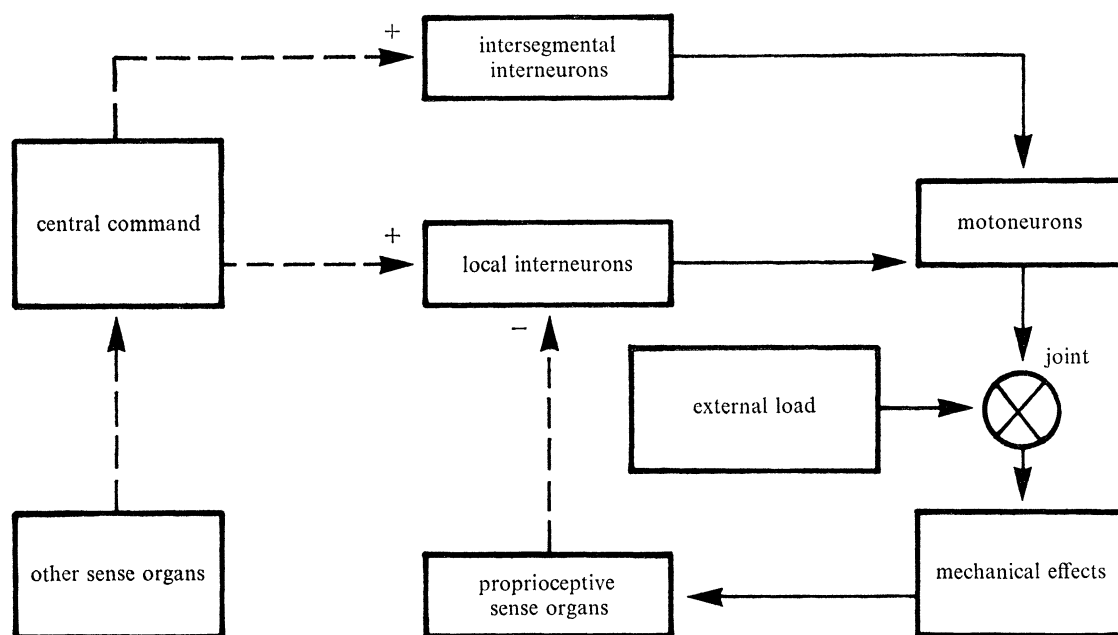 +
intersegmental
interneurons
central command
+
local interneurons
motoneurons
−
joint
external load
other sense organs
proprioceptive
sense organs
mechanical effects